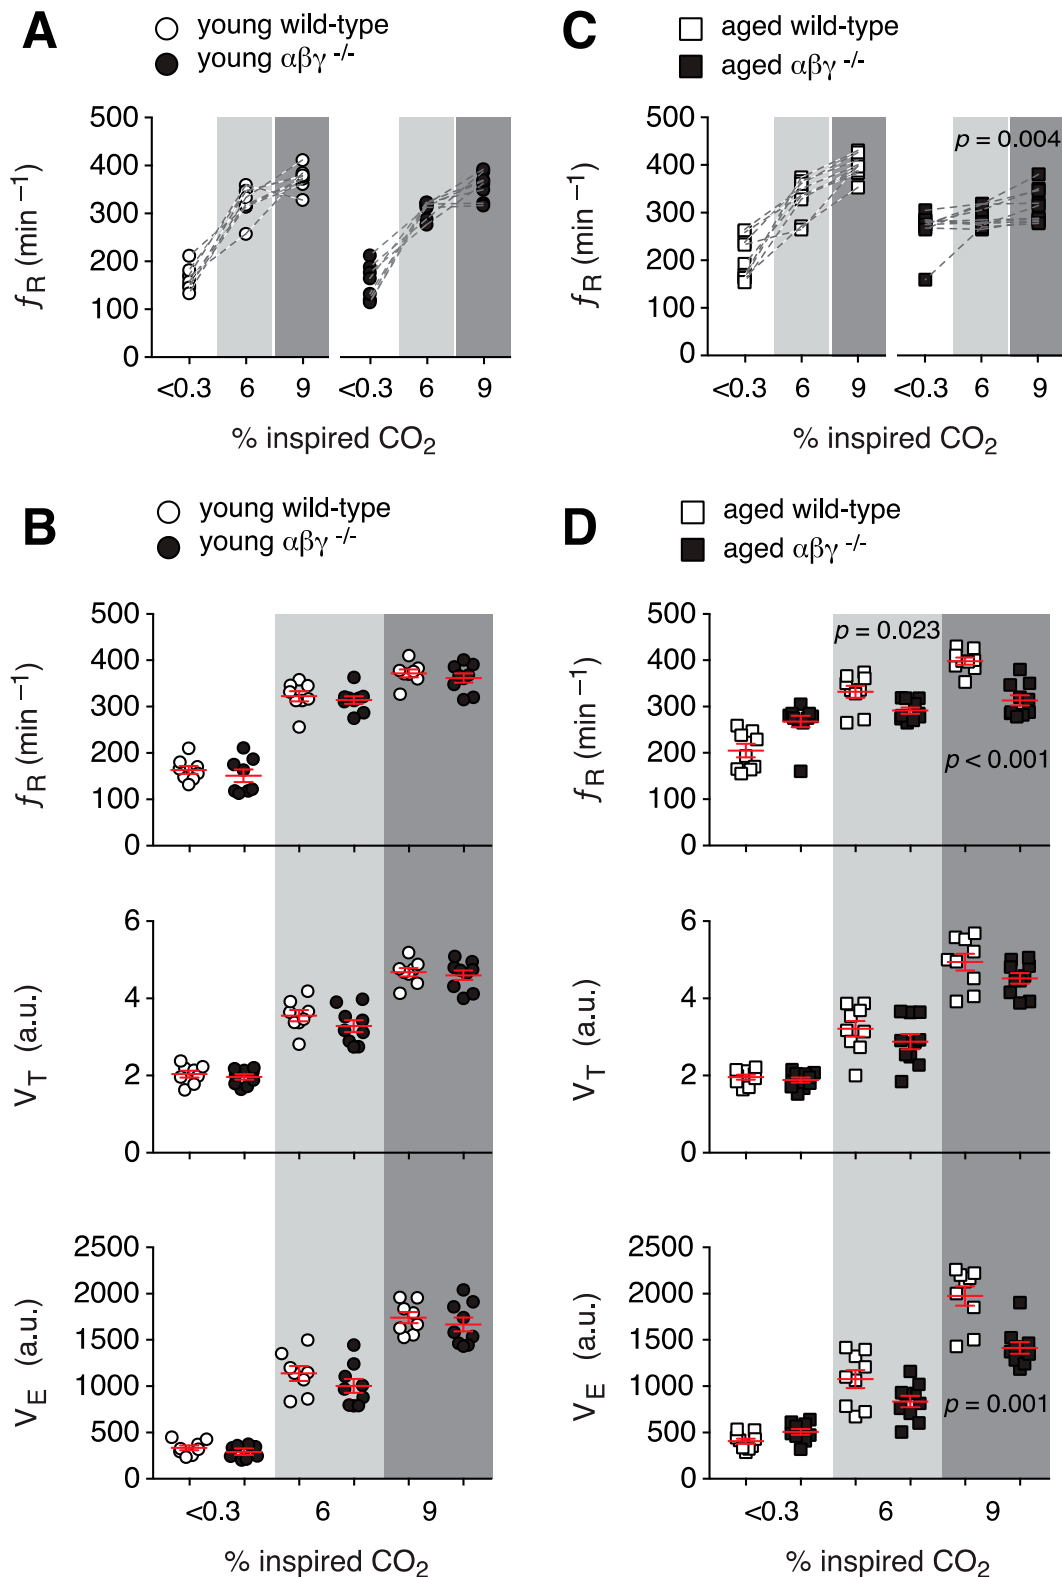 A
young wild-type
young αβγ -/-
500
400
300
200
100
0
fR (min −1)
<0.3 6 9 <0.3 6 9
% inspired CO2
C
aged wild-type
aged αβγ -/-
500
400
300
200
100
0
fR (min −1)
p = 0.004
<0.3 6 9 <0.3 6 9
% inspired CO2
B
young wild-type
young αβγ -/-
500
400
300
200
100
0
fR (min −1)
6
4
2
0
VT (a.u.)
2500
2000
1500
1000
500
0
VE (a.u.)
<0.3 6 9
% inspired CO2
D
aged wild-type
aged αβγ -/-
500
400
300
200
100
0
fR (min −1)
p = 0.023
p < 0.001
6
4
2
0
VT (a.u.)
2500
2000
1500
1000
500
0
VE (a.u.)
p = 0.001
<0.3 6 9
% inspired CO2